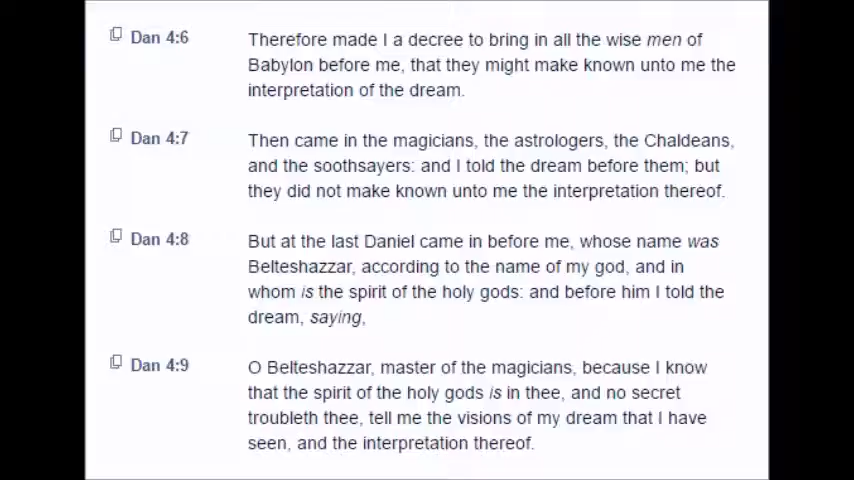 Dan 4:6 Therefore made I a decree to bring in all the wise men of
Babylon before me, that they might make known unto me the
interpretation of the dream.
Dan 4:7 Then came in the magicians, the astrologers, the Chaldeans,
and the soothsayers: and I told the dream before them; but
they did not make known unto me the interpretation thereof.
Dan 4:8 But at the last Daniel came in before me, whose name was
Belteshazzar, according to the name of my god, and in
whom is the spirit of the holy gods: and before him I told the
dream, saying,
Dan 4:9 O Belteshazzar, master of the magicians, because I know
that the spirit of the holy gods is in thee, and no secret
troubleth thee, tell me the visions of my dream that I have
seen, and the interpretation thereof.